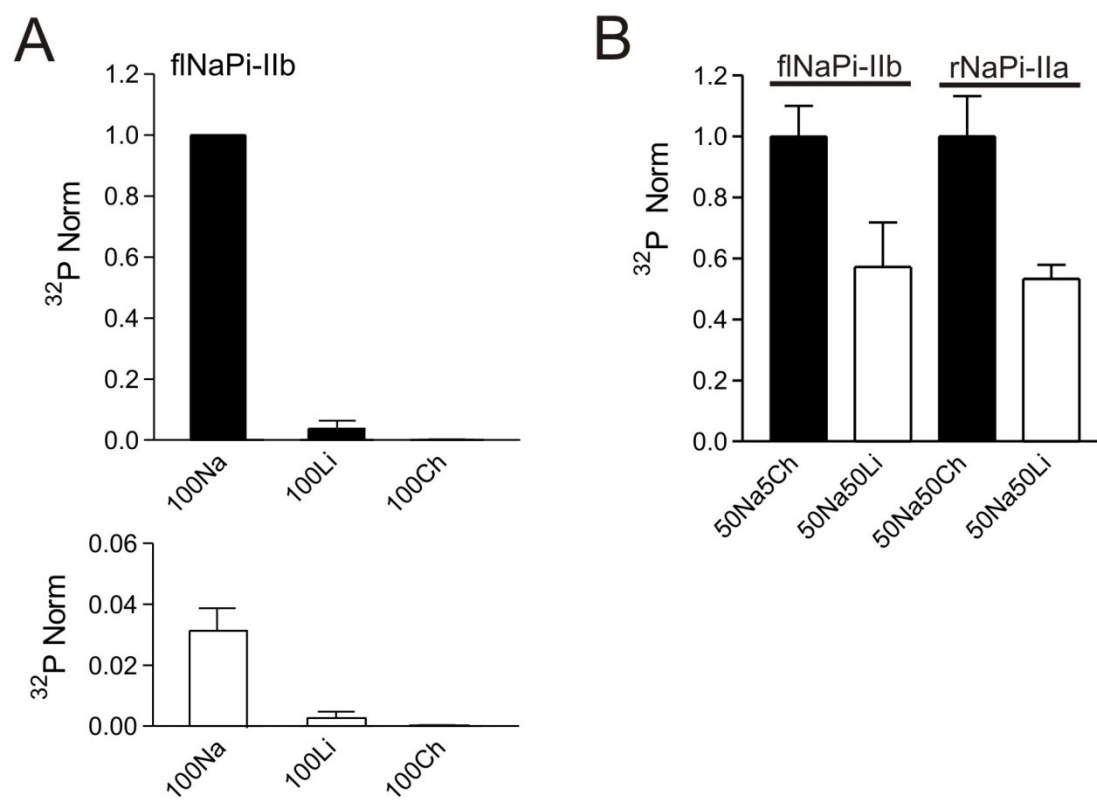 A
flNaPi-IIb
1.2
1.0
0.8
0.6
0.4
0.2
0.0
32P Norm
100Na
100Li
100Ch
0.06
0.04
0.02
0.00
32P Norm
100Na
100Li
100Ch
B
flNaPi-IIb rNaPi-IIa
1.2
1.0
0.8
0.6
0.4
0.2
0.0
32P Norm
50Na5Ch
50Na50Li
50Na50Ch
50Na50Li